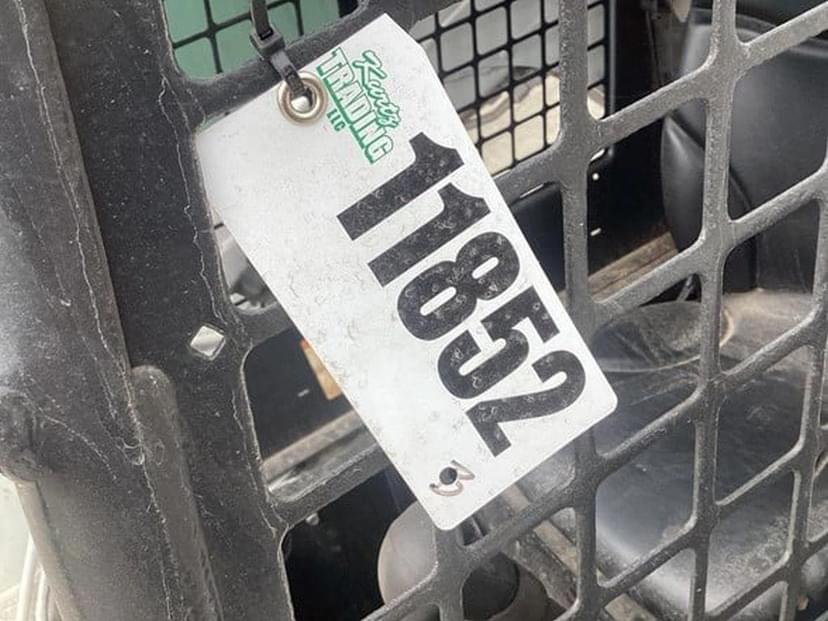 Kurtz
TRADING
LLC
11852
3